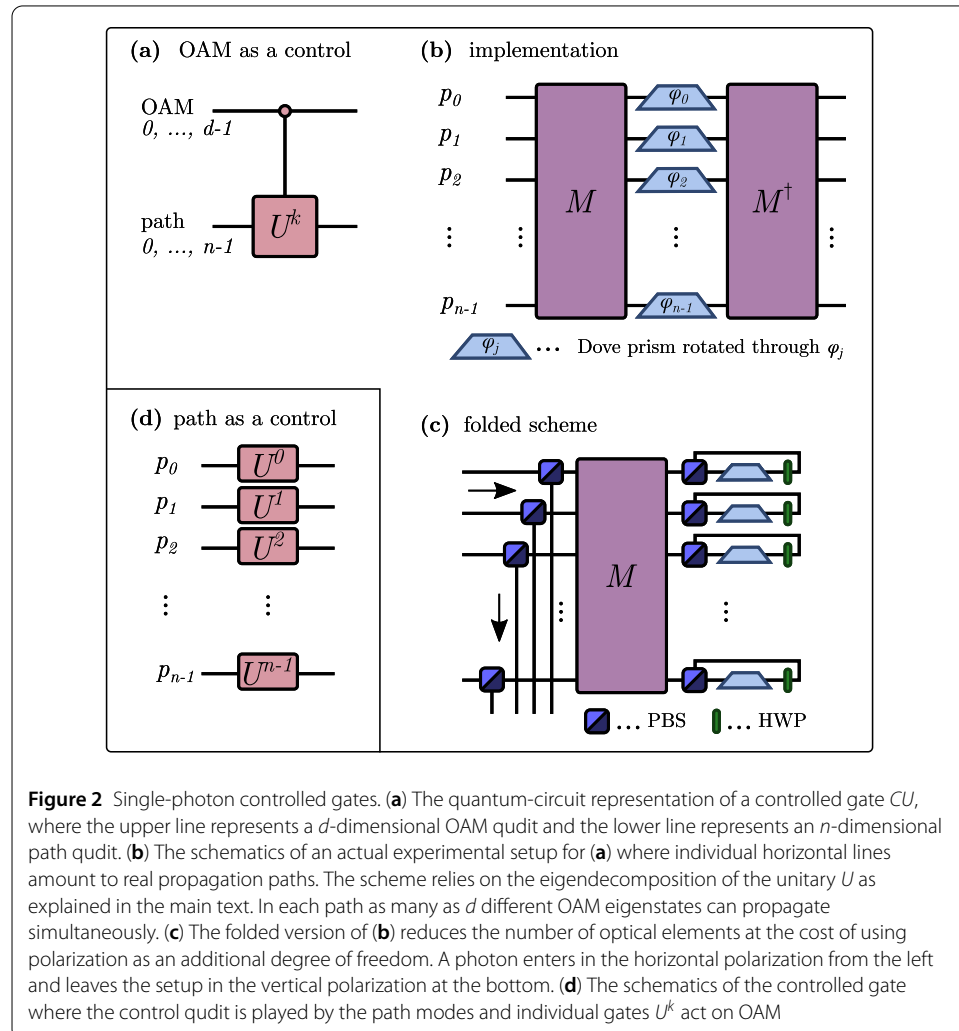 (a) OAM as a control
OAM
0, ..., d-1
path
0, ..., n-1
U^k
(b) implementation
p_0
p_1
p_2
⋮
p_{n-1}
M
φ_0
φ_1
φ_2
⋮
φ_{n-1}
M^†
φ_j ... Dove prism rotated through φ_j
(d) path as a control
p_0 U^0
p_1 U^1
p_2 U^2
⋮ ⋮
p_{n-1} U^{n-1}
(c) folded scheme
M
... PBS ... HWP
Figure 2 Single-photon controlled gates. (a) The quantum-circuit representation of a controlled gate CU,
where the upper line represents a d-dimensional OAM qudit and the lower line represents an n-dimensional
path qudit. (b) The schematics of an actual experimental setup for (a) where individual horizontal lines
amount to real propagation paths. The scheme relies on the eigendecomposition of the unitary U as
explained in the main text. In each path as many as d different OAM eigenstates can propagate
simultaneously. (c) The folded version of (b) reduces the number of optical elements at the cost of using
polarization as an additional degree of freedom. A photon enters in the horizontal polarization from the left
and leaves the setup in the vertical polarization at the bottom. (d) The schematics of the controlled gate
where the control qudit is played by the path modes and individual gates U^k act on OAM